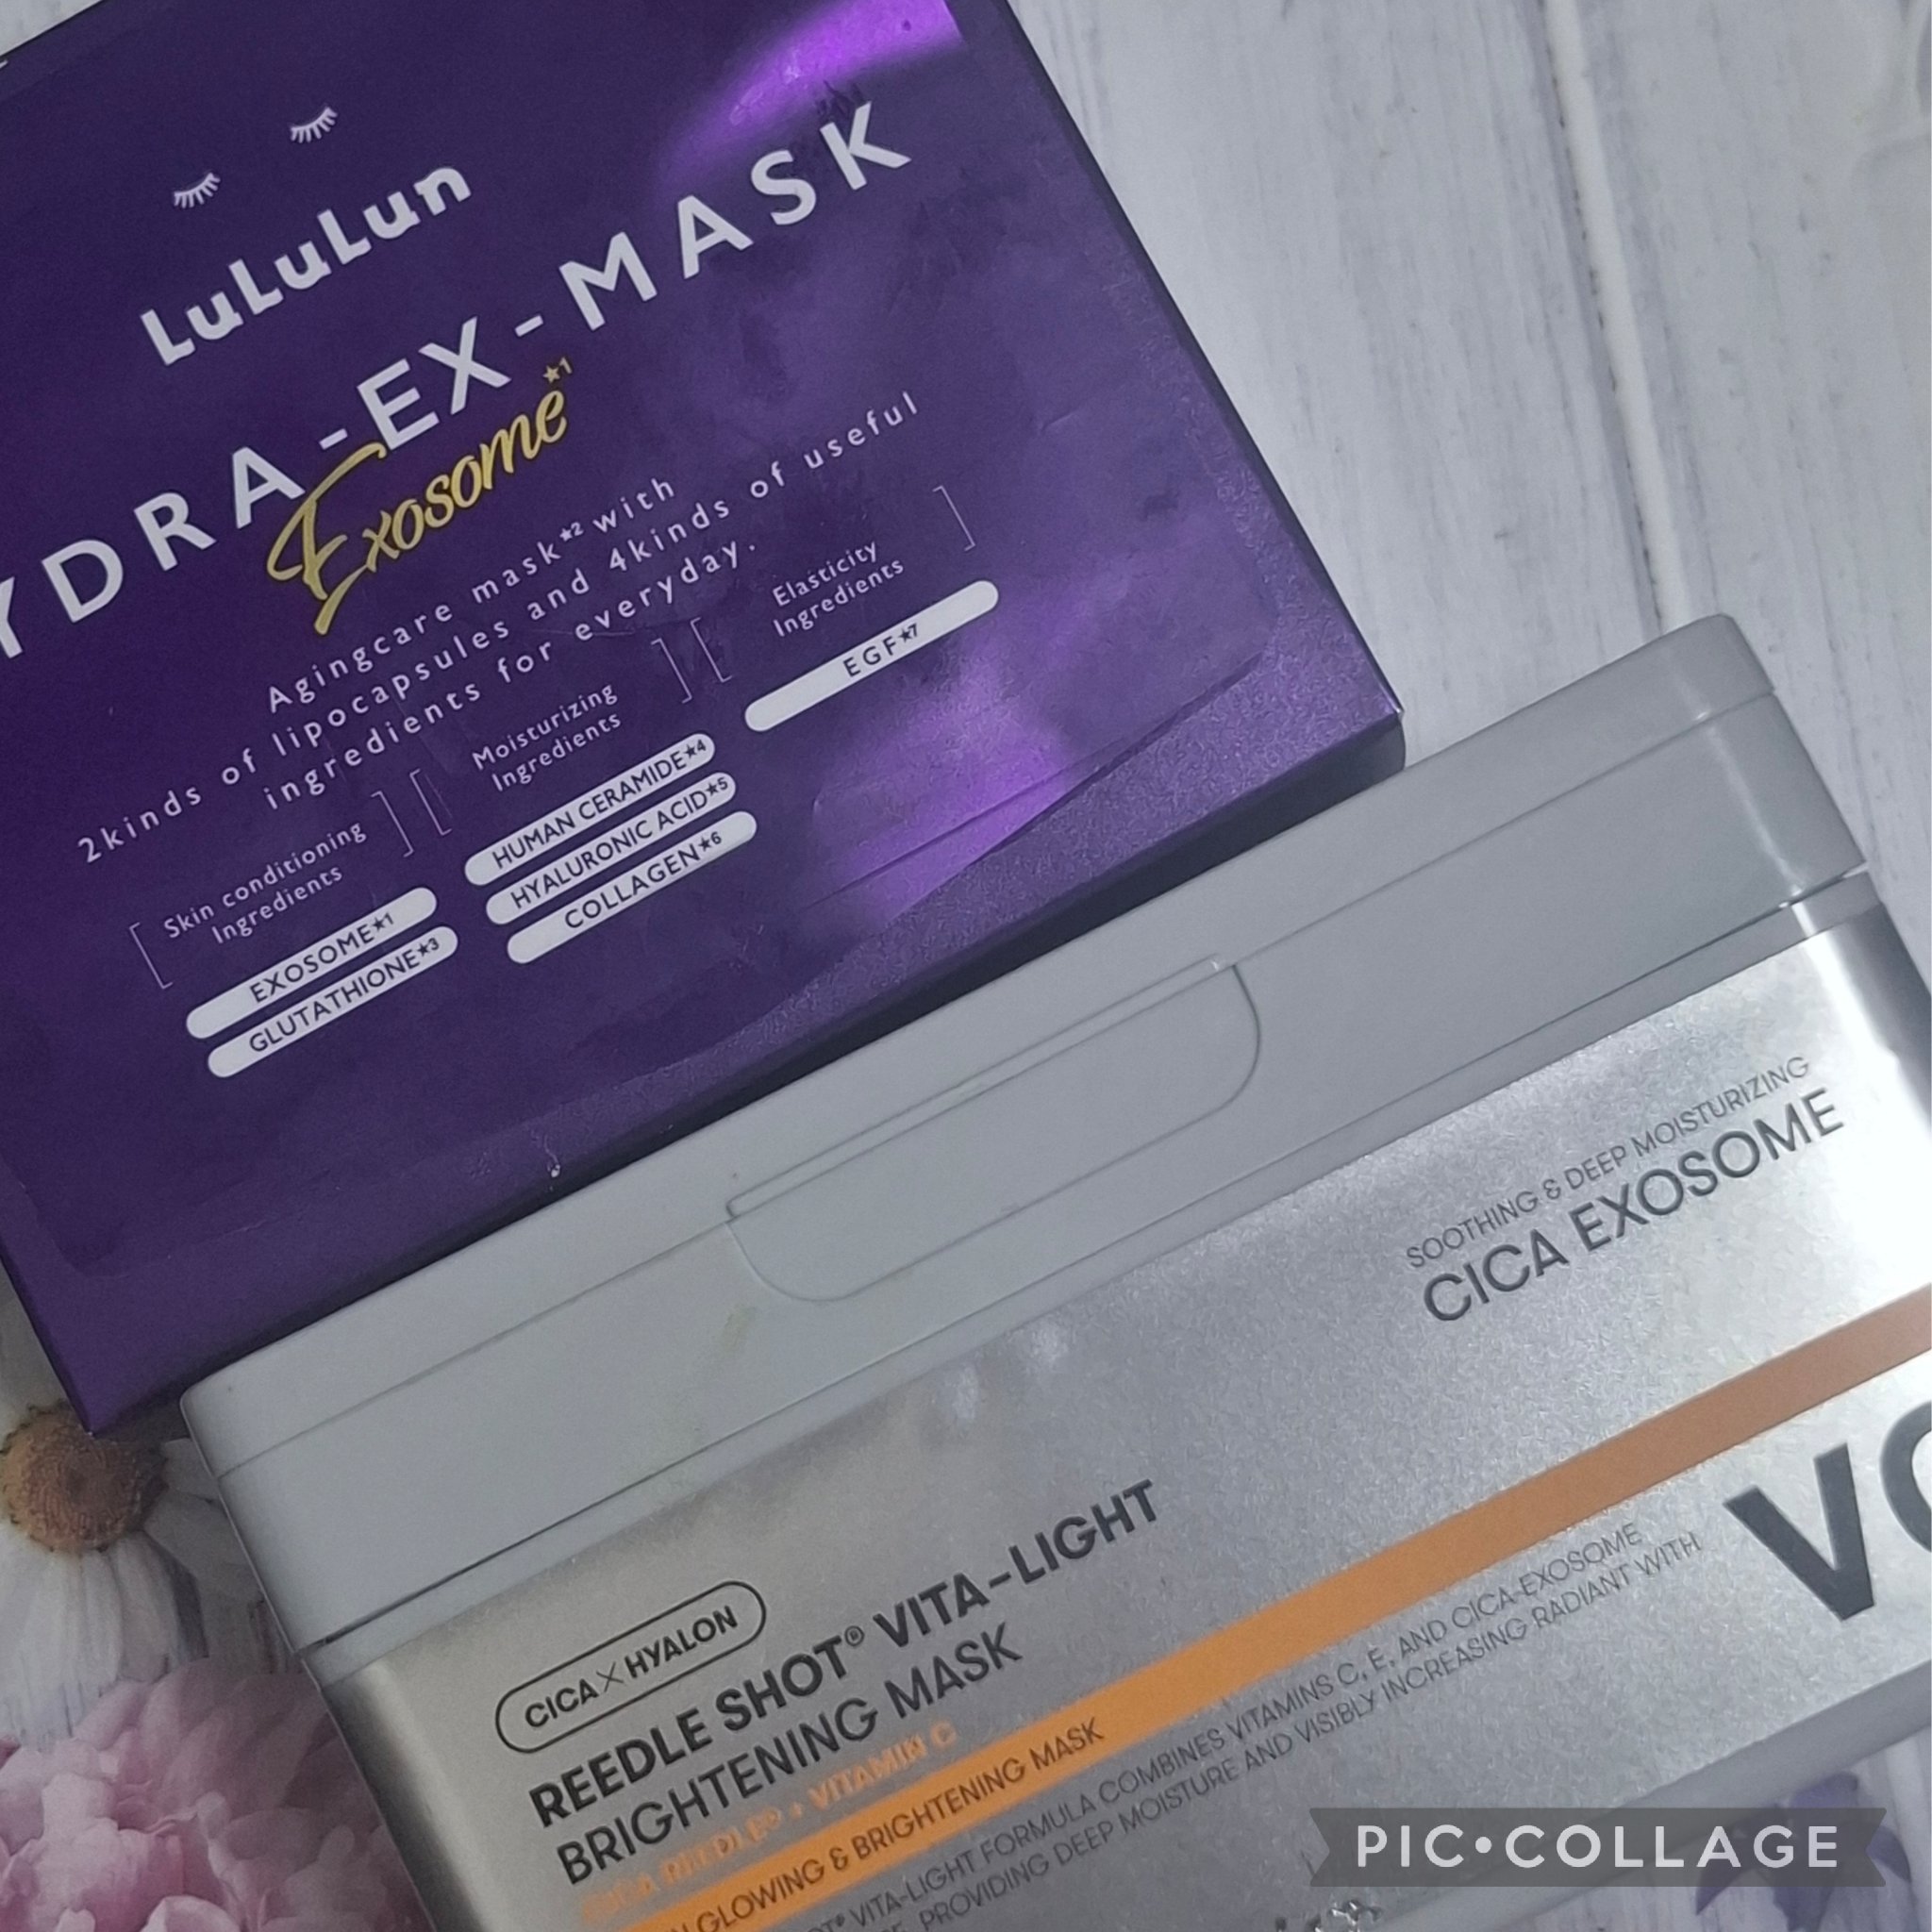 LuLuLun
YDRA-EX-MASK
Exosome★1
Agingcare mask★2 with
2kinds of lipocapsules and 4kinds of useful
ingredients for everyday.
Skin conditioning
Ingredients
EXOSOME★1
GLUTATHIONE★3
Moisturizing
Ingredients
HUMAN CERAMIDE★4
HYALURONIC ACID★5
COLLAGEN★6
Elasticity
Ingredients
EGF★7
SOOTHING & DEEP MOISTURIZING
CICA EXOSOME
CICA × HYALON
REEDLE SHOT® VITA-LIGHT
BRIGHTENING MASK
CICA REEDLE® + VITAMIN C
GLOWING & BRIGHTENING MASK
VITA-LIGHT FORMULA COMBINES VITAMINS C, E, AND CICA-EXOSOME
PROVIDING DEEP MOISTURE AND VISIBLY INCREASING RADIANT WITH
PIC•COLLAGE